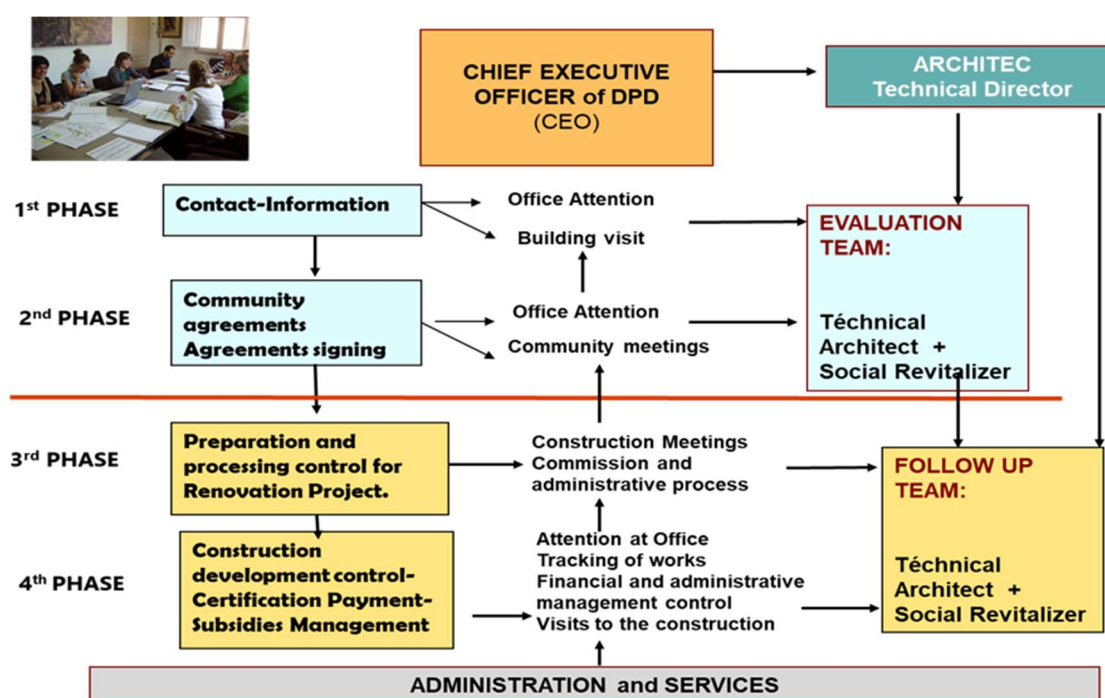 CHIEF EXECUTIVE
OFFICER of DPD
(CEO)
ARCHITEC
Technical Director
1st PHASE
Contact-Information
Office Attention
Building visit
EVALUATION
TEAM:
Téchnical
Architect +
Social Revitalizer
2nd PHASE
Community
agreements
Agreements signing
Office Attention
Community meetings
3rd PHASE
Preparation and
processing control for
Renovation Project.
Construction Meetings
Commission and
administrative process
FOLLOW UP
TEAM:
Téchnical
Architect +
Social Revitalizer
4th PHASE
Construction
development control-
Certification Payment-
Subsidies Management
Attention at Office
Tracking of works
Financial and administrative
management control
Visits to the construction
ADMINISTRATION and SERVICES